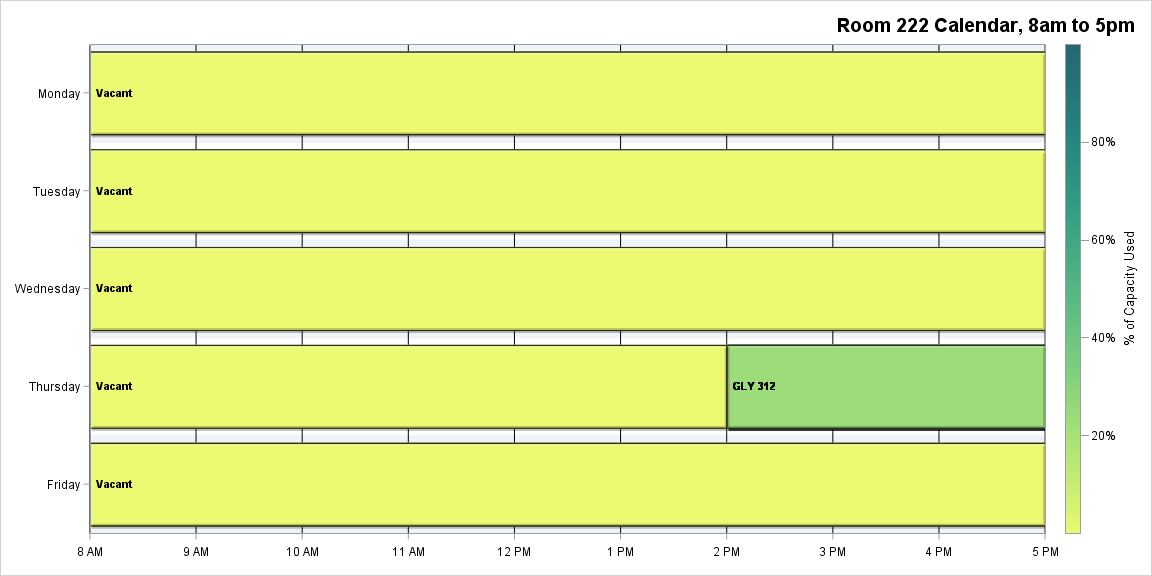 Room 222 Calendar, 8am to 5pm
Monday
Vacant
Tuesday
Vacant
Wednesday
Vacant
Thursday
Vacant
GLY 312
Friday
Vacant
8 AM
9 AM
10 AM
11 AM
12 PM
1 PM
2 PM
3 PM
4 PM
5 PM
80%
60%
40%
20%
% of Capacity Used